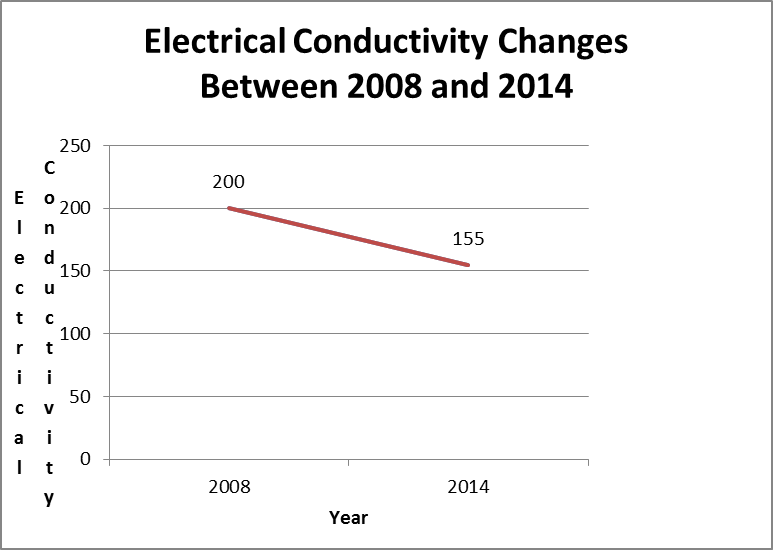 Electrical Conductivity Changes
Between 2008 and 2014
Electrical
Conductivity
250
200
150
100
50
0
200
155
2008
2014
Year